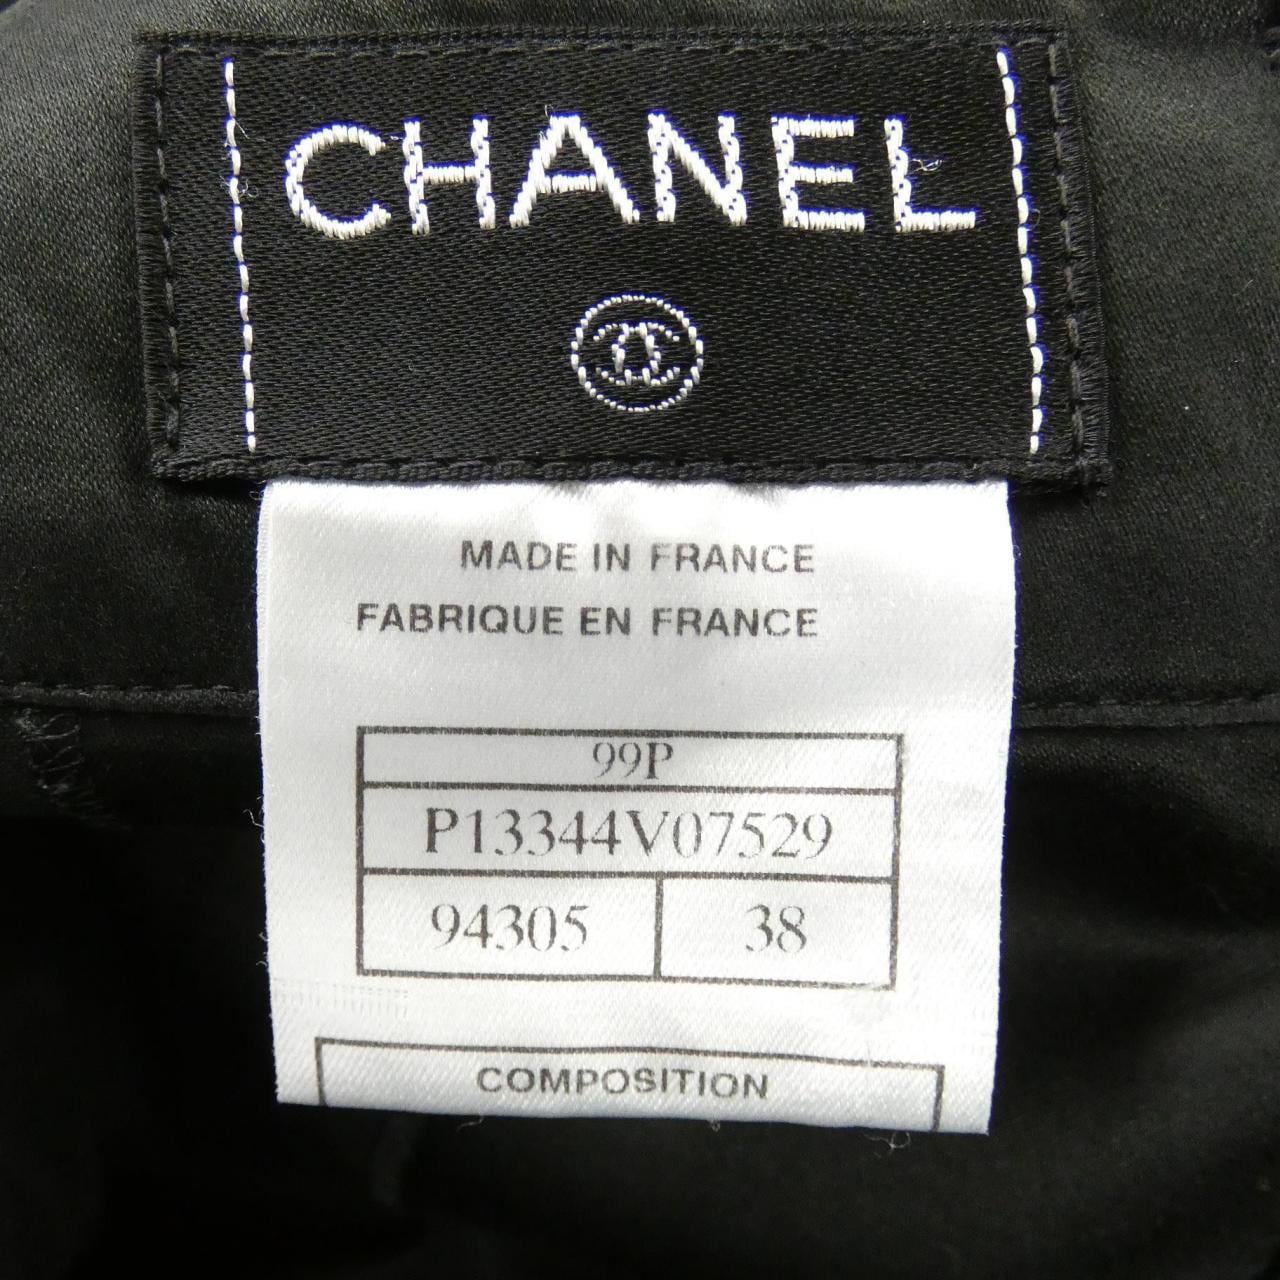 CHANEL
MADE IN FRANCE
FABRIQUE EN FRANCE
99P
P13344V07529
94305 38
COMPOSITION